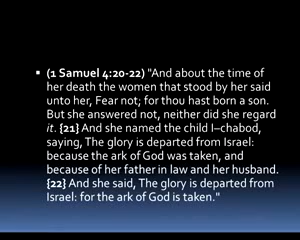 ▪ (1 Samuel 4:20-22) "And about the time of
her death the women that stood by her said
unto her, Fear not; for thou hast born a son.
But she answered not, neither did she regard
it. {21} And she named the child I–chabod,
saying, The glory is departed from Israel:
because the ark of God was taken, and
because of her father in law and her husband.
{22} And she said, The glory is departed from
Israel: for the ark of God is taken."